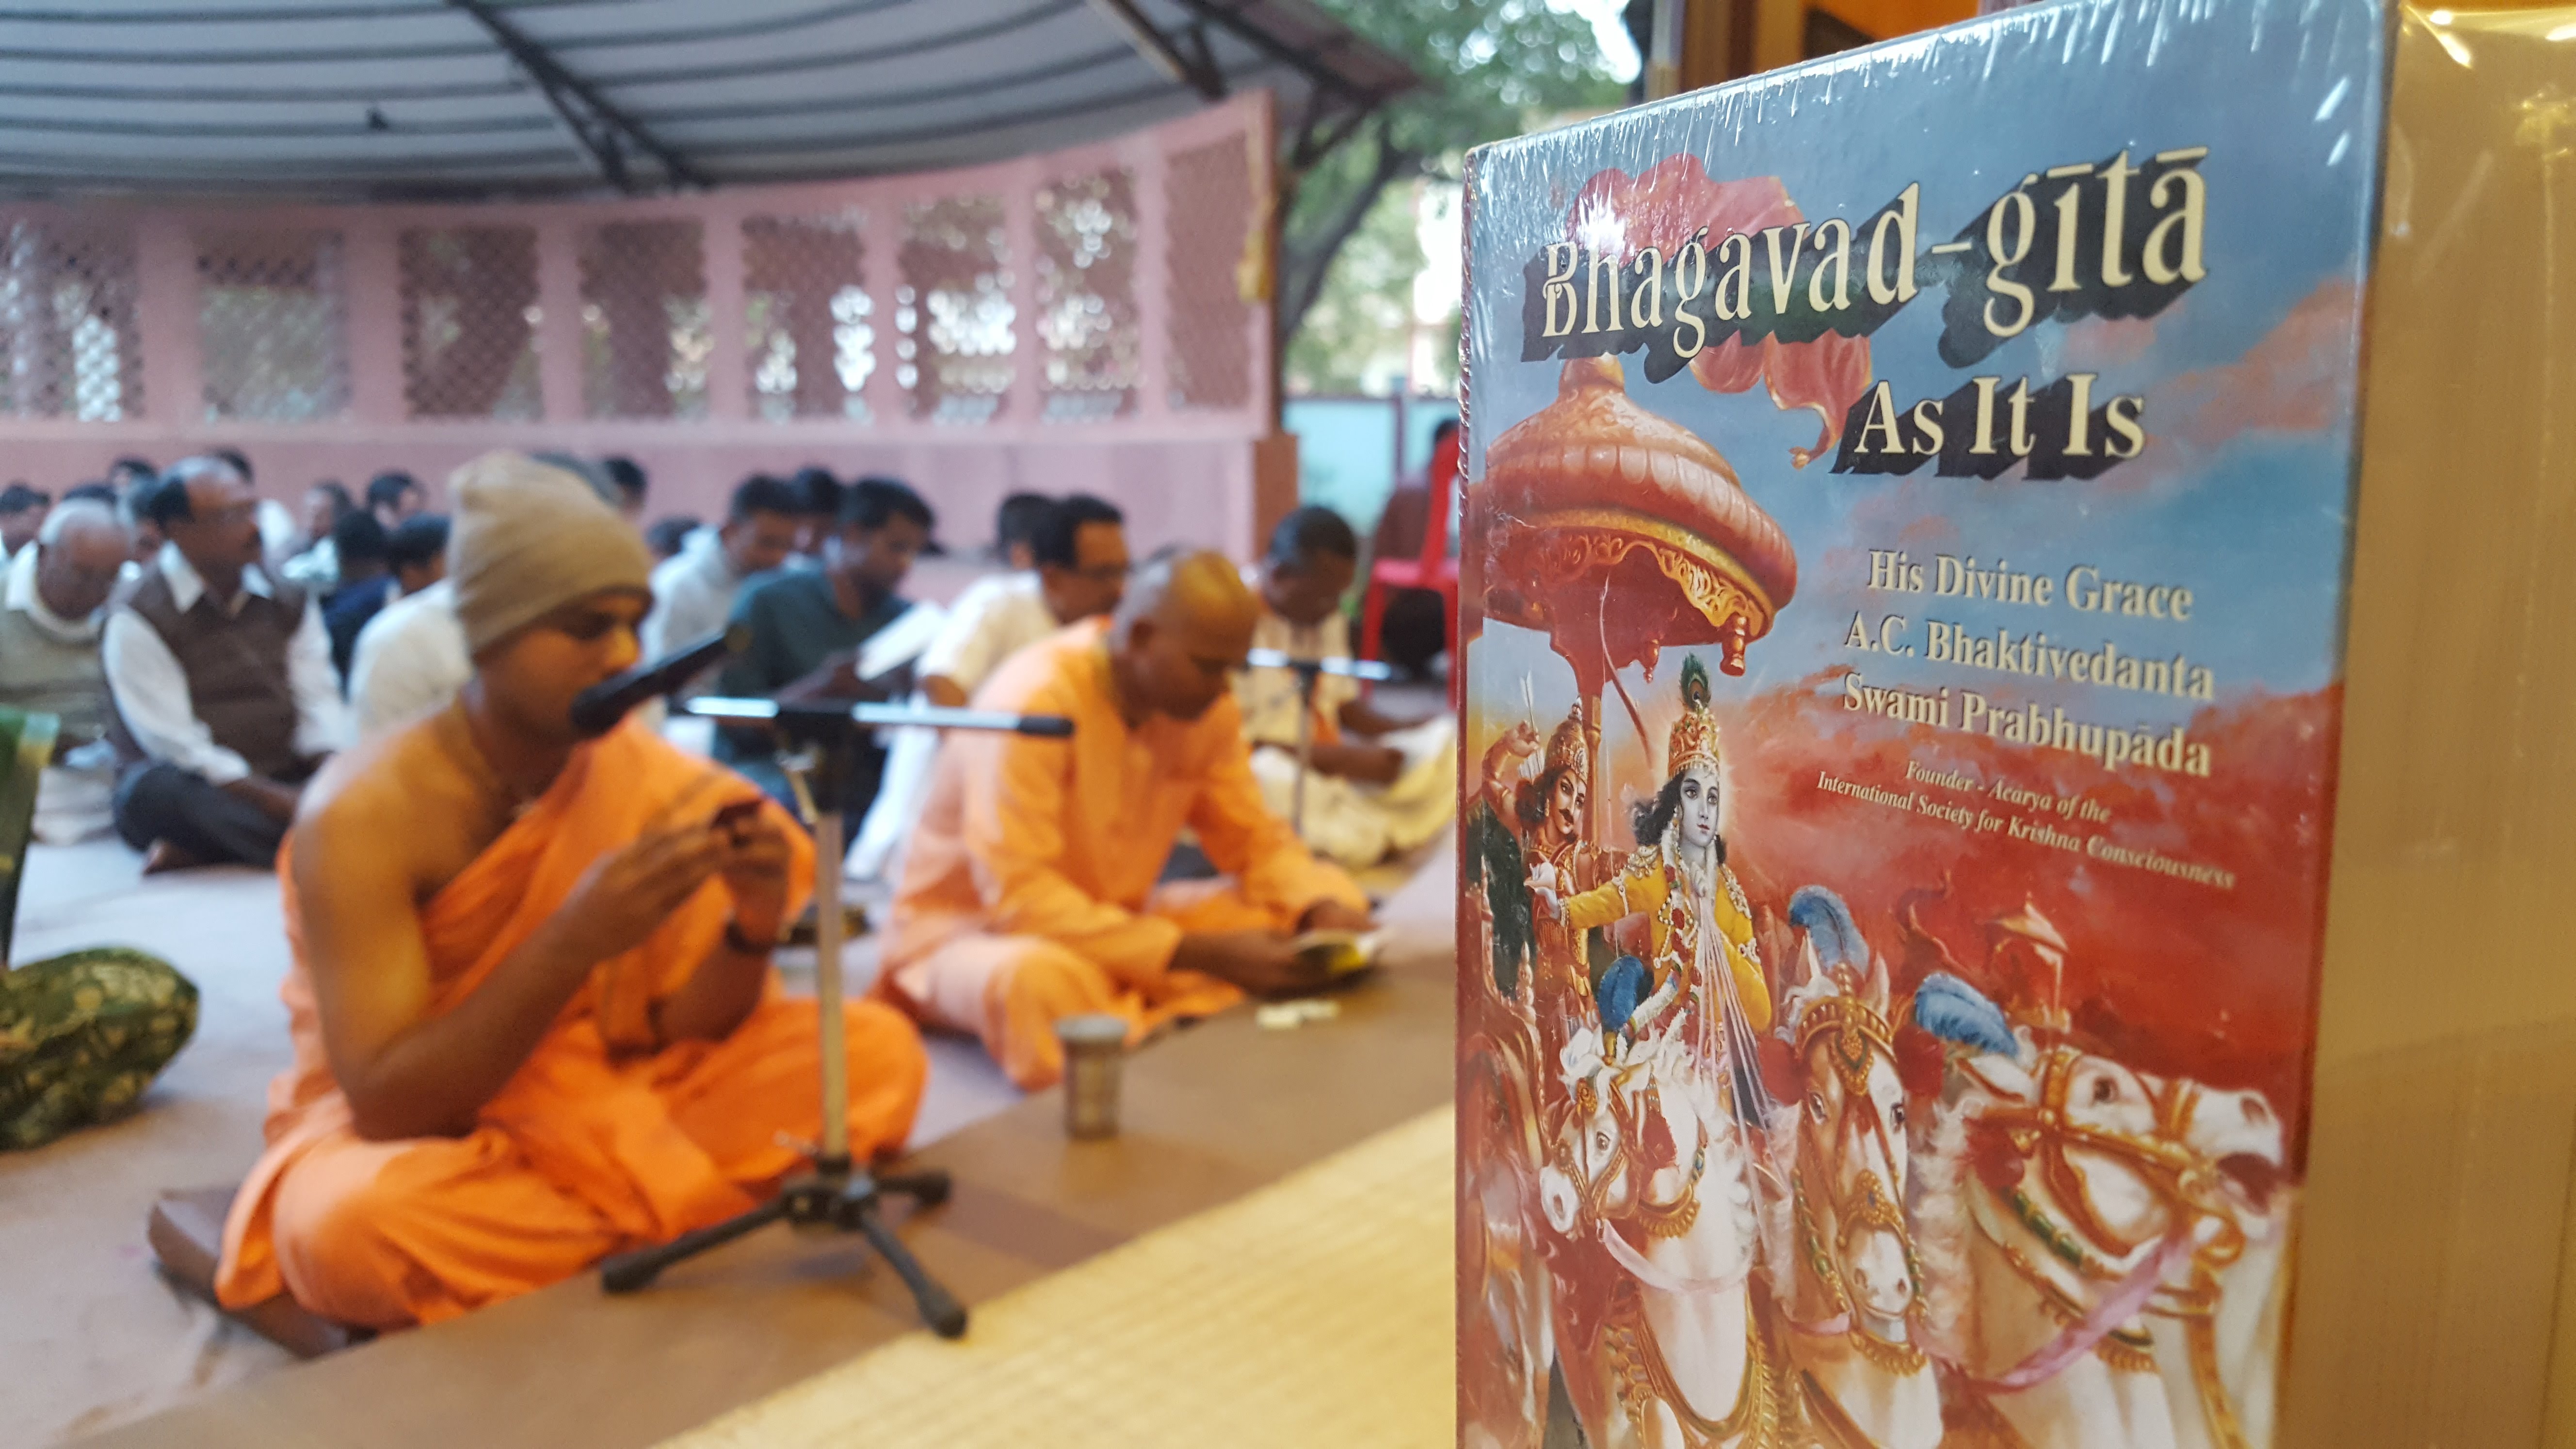 Bhagavad-gītā
As It Is
His Divine Grace
A.C. Bhaktivedanta
Swami Prabhupāda
Founder - Acarya of the
International Society for Krishna Consciousness